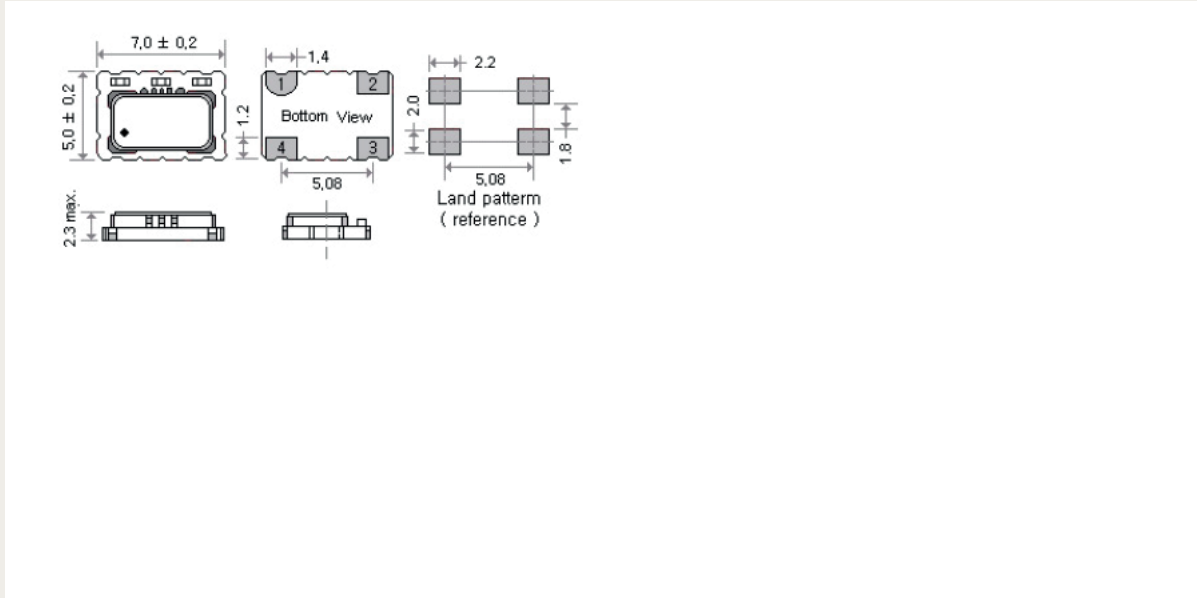 7,0 ± 0,2
5,0 ± 0,2
1,4
1
2
Bottom View
4
3
1.2
5,08
2.2
2.0
1.8
5,08
Land patterm
( reference )
2.3 max.